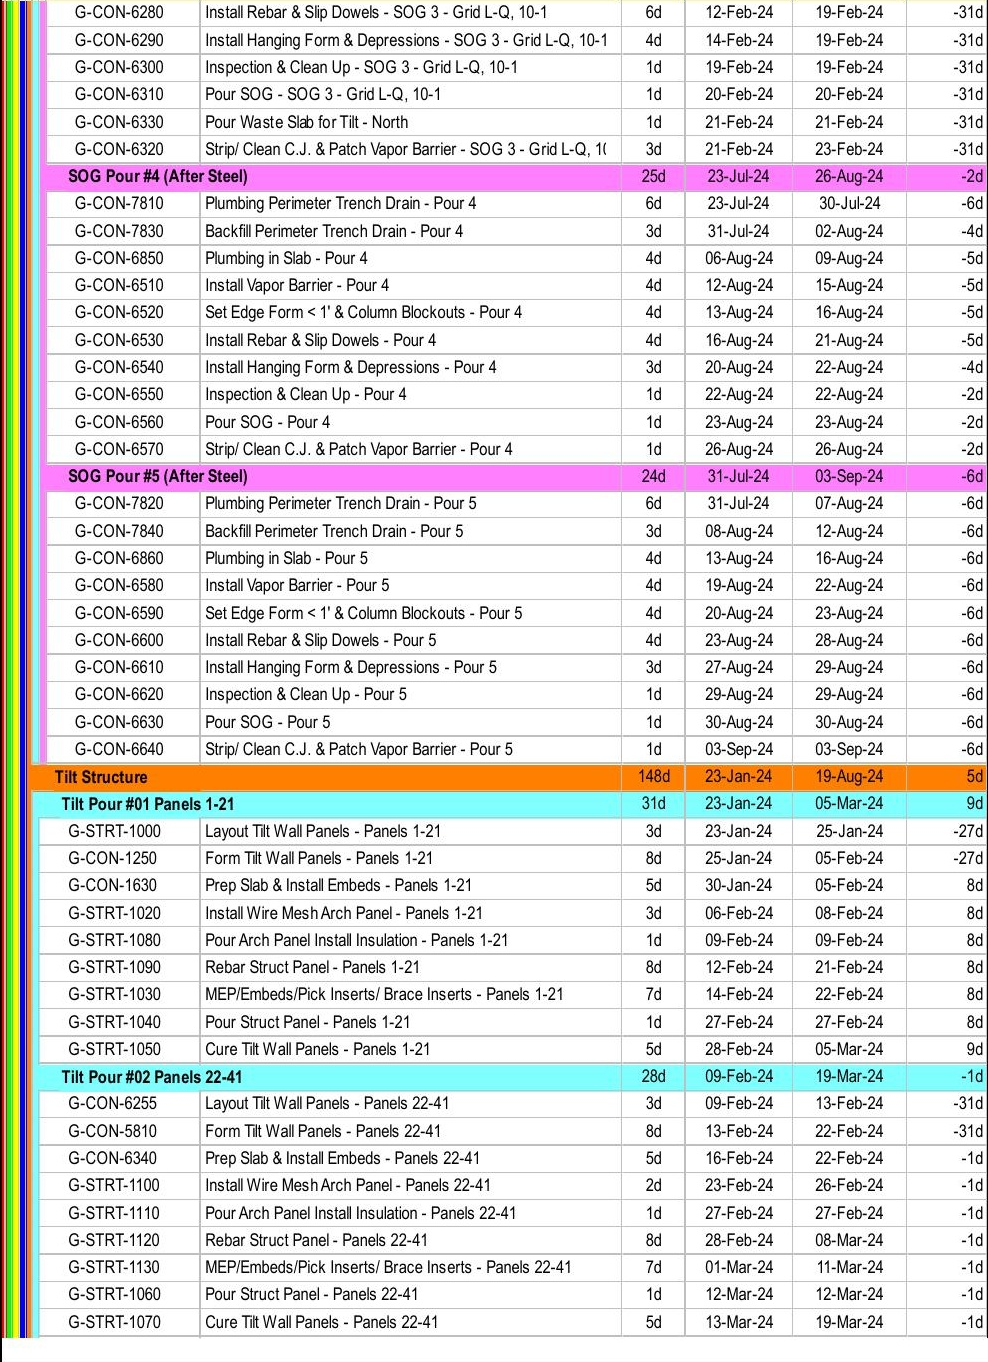 G-CON-6280 Install Rebar & Slip Dowels - SOG 3 - Grid L-Q, 10-1 6d 12-Feb-24 19-Feb-24 -31d
G-CON-6290 Install Hanging Form & Depressions - SOG 3 - Grid L-Q, 10-1 4d 14-Feb-24 19-Feb-24 -31d
G-CON-6300 Inspection & Clean Up - SOG 3 - Grid L-Q, 10-1 1d 19-Feb-24 19-Feb-24 -31d
G-CON-6310 Pour SOG - SOG 3 - Grid L-Q, 10-1 1d 20-Feb-24 20-Feb-24 -31d
G-CON-6330 Pour Waste Slab for Tilt - North 1d 21-Feb-24 21-Feb-24 -31d
G-CON-6320 Strip/ Clean C.J. & Patch Vapor Barrier - SOG 3 - Grid L-Q, 1( 3d 21-Feb-24 23-Feb-24 -31d
SOG Pour #4 (After Steel) 25d 23-Jul-24 26-Aug-24 -2d
G-CON-7810 Plumbing Perimeter Trench Drain - Pour 4 6d 23-Jul-24 30-Jul-24 -6d
G-CON-7830 Backfill Perimeter Trench Drain - Pour 4 3d 31-Jul-24 02-Aug-24 -4d
G-CON-6850 Plumbing in Slab - Pour 4 4d 06-Aug-24 09-Aug-24 -5d
G-CON-6510 Install Vapor Barrier - Pour 4 4d 12-Aug-24 15-Aug-24 -5d
G-CON-6520 Set Edge Form < 1' & Column Blockouts - Pour 4 4d 13-Aug-24 16-Aug-24 -5d
G-CON-6530 Install Rebar & Slip Dowels - Pour 4 4d 16-Aug-24 21-Aug-24 -5d
G-CON-6540 Install Hanging Form & Depressions - Pour 4 3d 20-Aug-24 22-Aug-24 -4d
G-CON-6550 Inspection & Clean Up - Pour 4 1d 22-Aug-24 22-Aug-24 -2d
G-CON-6560 Pour SOG - Pour 4 1d 23-Aug-24 23-Aug-24 -2d
G-CON-6570 Strip/ Clean C.J. & Patch Vapor Barrier - Pour 4 1d 26-Aug-24 26-Aug-24 -2d
SOG Pour #5 (After Steel) 24d 31-Jul-24 03-Sep-24 -6d
G-CON-7820 Plumbing Perimeter Trench Drain - Pour 5 6d 31-Jul-24 07-Aug-24 -6d
G-CON-7840 Backfill Perimeter Trench Drain - Pour 5 3d 08-Aug-24 12-Aug-24 -6d
G-CON-6860 Plumbing in Slab - Pour 5 4d 13-Aug-24 16-Aug-24 -6d
G-CON-6580 Install Vapor Barrier - Pour 5 4d 19-Aug-24 22-Aug-24 -6d
G-CON-6590 Set Edge Form < 1' & Column Blockouts - Pour 5 4d 20-Aug-24 23-Aug-24 -6d
G-CON-6600 Install Rebar & Slip Dowels - Pour 5 4d 23-Aug-24 28-Aug-24 -6d
G-CON-6610 Install Hanging Form & Depressions - Pour 5 3d 27-Aug-24 29-Aug-24 -6d
G-CON-6620 Inspection & Clean Up - Pour 5 1d 29-Aug-24 29-Aug-24 -6d
G-CON-6630 Pour SOG - Pour 5 1d 30-Aug-24 30-Aug-24 -6d
G-CON-6640 Strip/ Clean C.J. & Patch Vapor Barrier - Pour 5 1d 03-Sep-24 03-Sep-24 -6d
Tilt Structure 148d 23-Jan-24 19-Aug-24 5d
Tilt Pour #01 Panels 1-21 31d 23-Jan-24 05-Mar-24 9d
G-STRT-1000 Layout Tilt Wall Panels - Panels 1-21 3d 23-Jan-24 25-Jan-24 -27d
G-CON-1250 Form Tilt Wall Panels - Panels 1-21 8d 25-Jan-24 05-Feb-24 -27d
G-CON-1630 Prep Slab & Install Embeds - Panels 1-21 5d 30-Jan-24 05-Feb-24 8d
G-STRT-1020 Install Wire Mesh Arch Panel - Panels 1-21 3d 06-Feb-24 08-Feb-24 8d
G-STRT-1080 Pour Arch Panel Install Insulation - Panels 1-21 1d 09-Feb-24 09-Feb-24 8d
G-STRT-1090 Rebar Struct Panel - Panels 1-21 8d 12-Feb-24 21-Feb-24 8d
G-STRT-1030 MEP/Embeds/Pick Inserts/ Brace Inserts - Panels 1-21 7d 14-Feb-24 22-Feb-24 8d
G-STRT-1040 Pour Struct Panel - Panels 1-21 1d 27-Feb-24 27-Feb-24 8d
G-STRT-1050 Cure Tilt Wall Panels - Panels 1-21 5d 28-Feb-24 05-Mar-24 9d
Tilt Pour #02 Panels 22-41 28d 09-Feb-24 19-Mar-24 -1d
G-CON-6255 Layout Tilt Wall Panels - Panels 22-41 3d 09-Feb-24 13-Feb-24 -31d
G-CON-5810 Form Tilt Wall Panels - Panels 22-41 8d 13-Feb-24 22-Feb-24 -31d
G-CON-6340 Prep Slab & Install Embeds - Panels 22-41 5d 16-Feb-24 22-Feb-24 -1d
G-STRT-1100 Install Wire Mesh Arch Panel - Panels 22-41 2d 23-Feb-24 26-Feb-24 -1d
G-STRT-1110 Pour Arch Panel Install Insulation - Panels 22-41 1d 27-Feb-24 27-Feb-24 -1d
G-STRT-1120 Rebar Struct Panel - Panels 22-41 8d 28-Feb-24 08-Mar-24 -1d
G-STRT-1130 MEP/Embeds/Pick Inserts/ Brace Inserts - Panels 22-41 7d 01-Mar-24 11-Mar-24 -1d
G-STRT-1060 Pour Struct Panel - Panels 22-41 1d 12-Mar-24 12-Mar-24 -1d
G-STRT-1070 Cure Tilt Wall Panels - Panels 22-41 5d 13-Mar-24 19-Mar-24 -1d